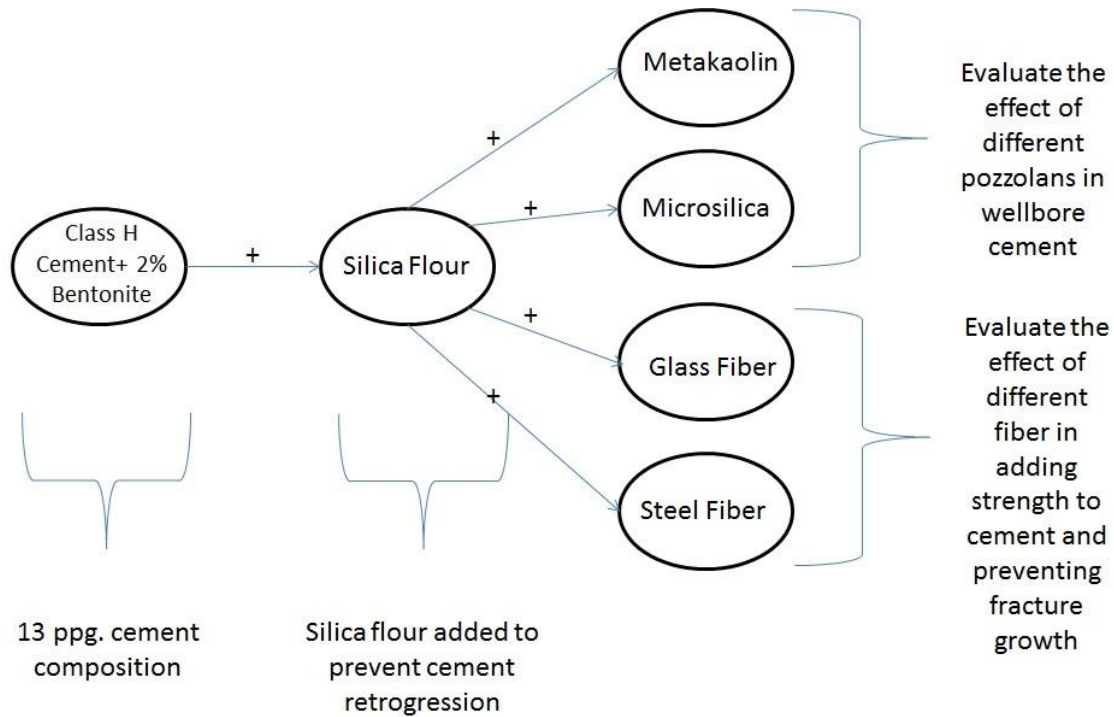 Class H
Cement+ 2%
Bentonite
+
Silica Flour
+
Metakaolin
+
Microsilica
+
Glass Fiber
+
Steel Fiber
Evaluate the
effect of
different
pozzolans in
wellbore
cement
Evaluate the
effect of
different
fiber in
adding
strength to
cement and
preventing
fracture
growth
13 ppg. cement
composition
Silica flour added to
prevent cement
retrogression